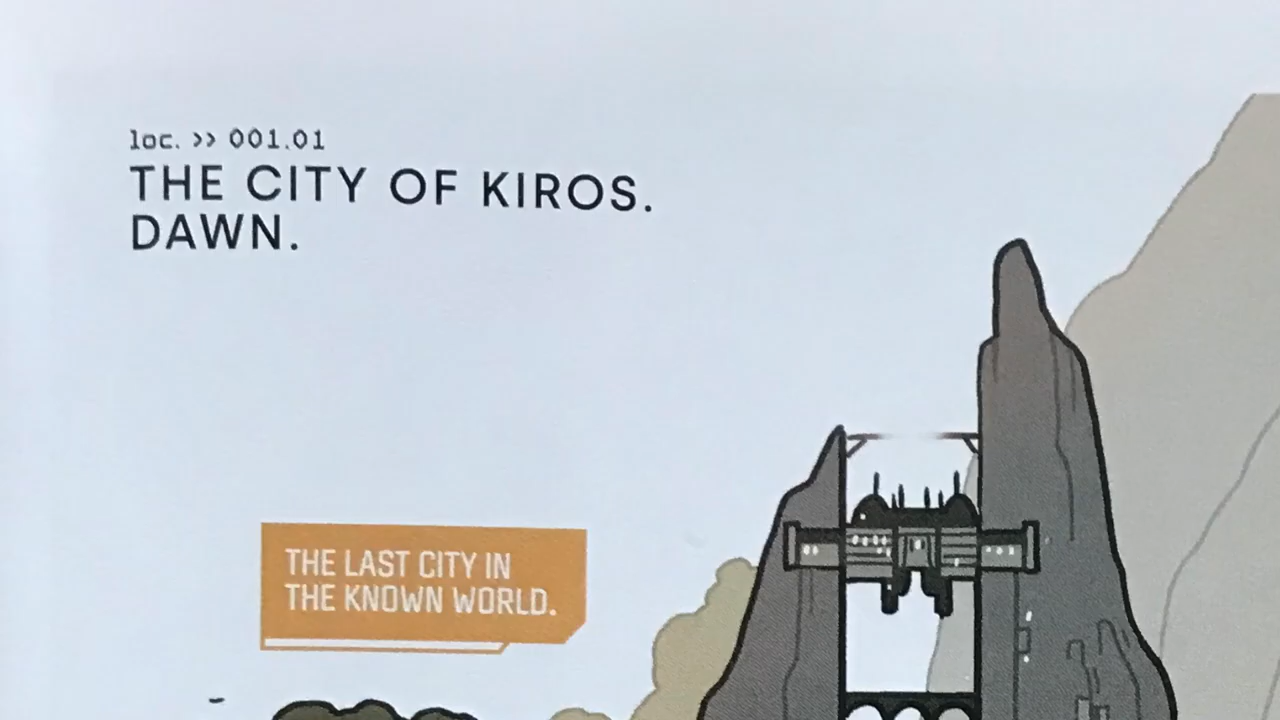 loc. >> 001.01
THE CITY OF KIROS.
DAWN.
THE LAST CITY IN
THE KNOWN WORLD.